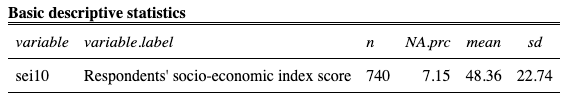 Basic descriptive statistics
variable variable.label n NA.prc mean sd
sei10 Respondents' socio-economic index score 740 7.15 48.36 22.74